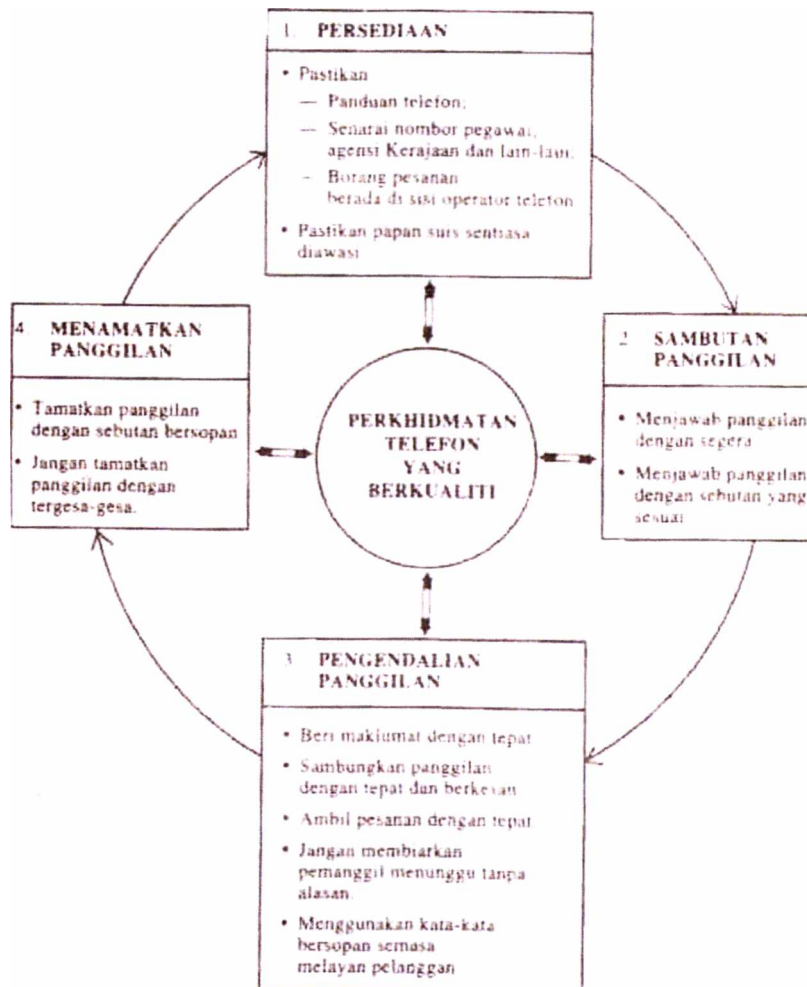 1. PERSEDIAAN
• Pastikan
— Panduan telefon;
— Senarai nombor pegawai,
agensi Kerajaan dan lain-lain;
– Borang pesanan
berada di sisi operator telefon
• Pastikan papan suis sentiasa
diawasi
2 SAMBUTAN
PANGGILAN
• Menjawab panggilan
dengan segera
• Menjawab panggilan
dengan sebutan yang
sesuai
PERKHIDMATAN
TELEFON
YANG
BERKUALITI
3 PENGENDALIAN
PANGGILAN
• Beri maklumat dengan tepat
• Sambungkan panggilan
dengan tepat dan berkesan
• Ambil pesanan dengan tepat
• Jangan membiarkan
pemanggil menunggu tanpa
alasan.
• Menggunakan kata-kata
bersopan semasa
melayan pelanggan
4. MENAMATKAN
PANGGILAN
• Tamatkan panggilan
dengan sebutan bersopan
• Jangan tamatkan
panggilan dengan
tergesa-gesa.